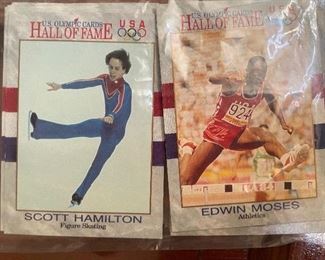 U.S. OLYMPIC CARDS
HALL OF FAME
USA
SCOTT HAMILTON
Figure Skating
U.S. OLYMPIC CARDS
HALL OF FAME
USA
924
EDWIN MOSES
Athletics